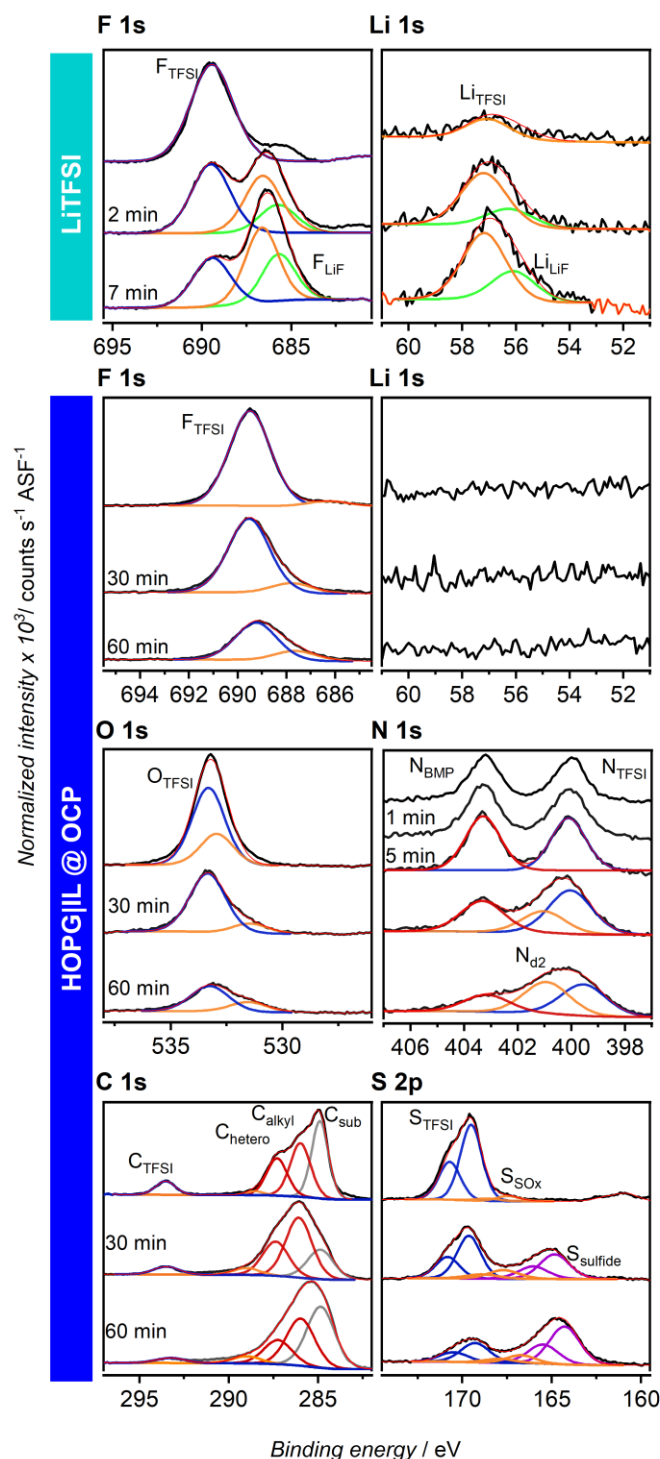 F 1s Li 1s
LiTFSI
F_TFSI Li_TFSI
2 min
F_LiF Li_LiF
7 min
695 690 685 60 58 56 54 52
F 1s Li 1s
F_TFSI
30 min
60 min
694 692 690 688 686 60 58 56 54 52
Normalized intensity x 10³/ counts s⁻¹ ASF⁻¹
HOPG|IL @ OCP
O 1s N 1s
O_TFSI N_BMP N_TFSI
1 min
5 min
30 min
N_d2
60 min
535 530 406 404 402 400 398
C 1s S 2p
C_TFSI C_hetero C_alkyl C_sub S_TFSI S_SOx
30 min S_sulfide
60 min
295 290 285 170 165 160
Binding energy / eV